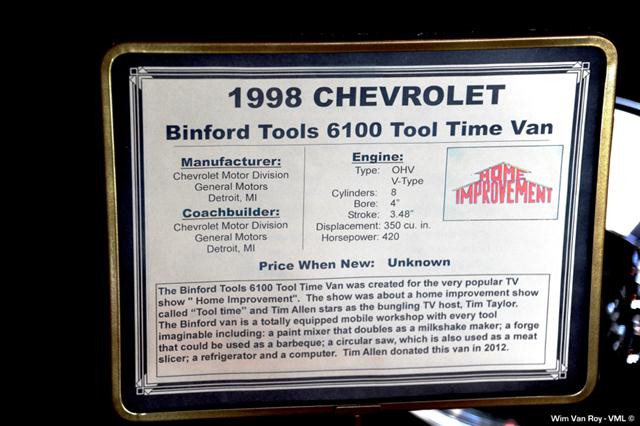 1998 CHEVROLET
Binford Tools 6100 Tool Time Van
Manufacturer:
Chevrolet Motor Division
General Motors
Detroit, MI
Coachbuilder:
Chevrolet Motor Division
General Motors
Detroit, MI
Engine:
Type: OHV
V-Type
Cylinders: 8
Bore: 4"
Stroke: 3.48"
Displacement: 350 cu. in.
Horsepower: 420
HOME
IMPROVEMENT
Price When New: Unknown
The Binford Tools 6100 Tool Time Van was created for the very popular TV
show " Home Improvement". The show was about a home improvement show
called "Tool time" and Tim Allen stars as the bungling TV host, Tim Taylor.
The Binford van is a totally equipped mobile workshop with every tool
imaginable including: a paint mixer that doubles as a milkshake maker; a forge
that could be used as a barbeque; a circular saw, which is also used as a meat
slicer; a refrigerator and a computer. Tim Allen donated this van in 2012.
Wim Van Roy - VML ©